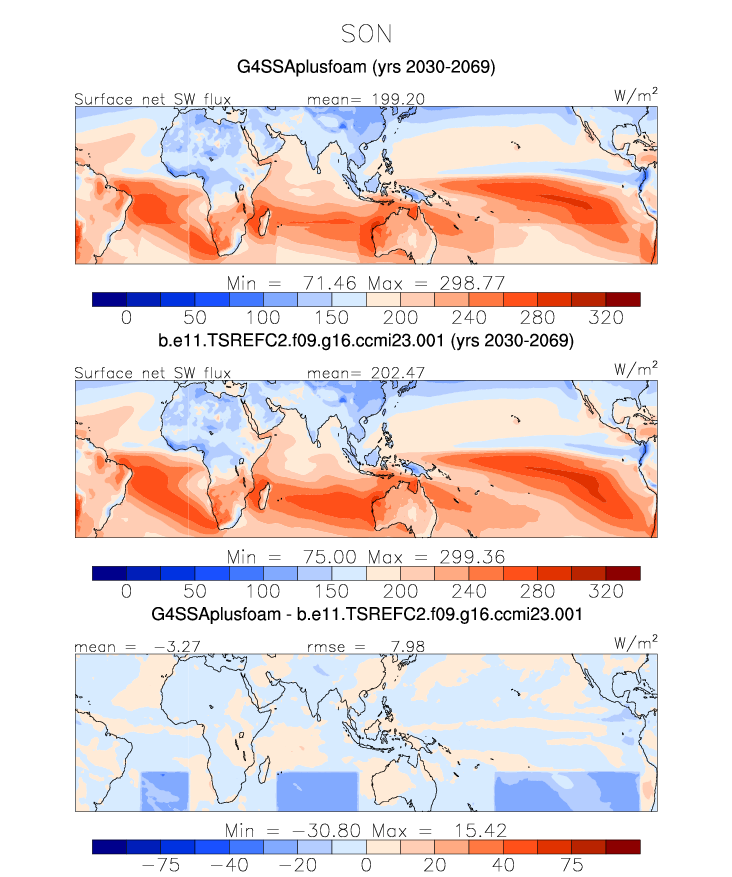 SON
G4SSAplusfoam (yrs 2030-2069)
Surface net SW flux mean= 199.20 W/m²
Min = 71.46 Max = 298.77
0 50 100 150 200 240 280 320
b.e11.TSREFC2.f09.g16.ccmi23.001 (yrs 2030-2069)
Surface net SW flux mean= 202.47 W/m²
Min = 75.00 Max = 299.36
0 50 100 150 200 240 280 320
G4SSAplusfoam - b.e11.TSREFC2.f09.g16.ccmi23.001
mean = −3.27 rmse = 7.98 W/m²
Min = −30.80 Max = 15.42
−75 −40 −20 0 20 40 75